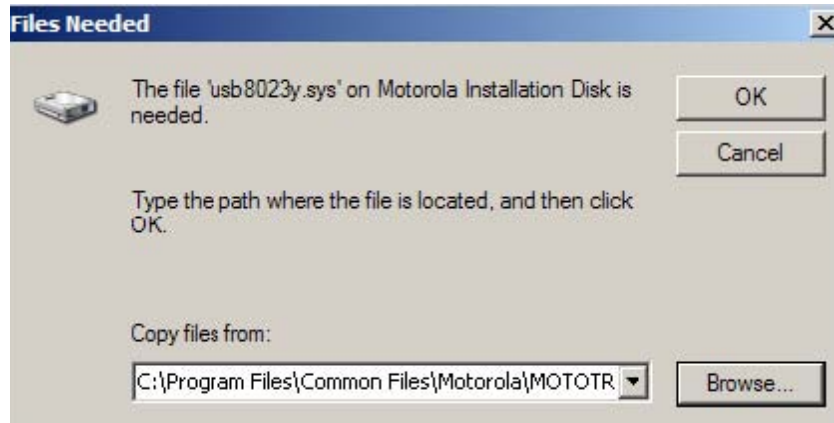 Files Needed
The file 'usb8023y.sys' on Motorola Installation Disk is
needed.
OK
Cancel
Type the path where the file is located, and then click
OK.
Copy files from:
C:\Program Files\Common Files\Motorola\MOTOTR
Browse...